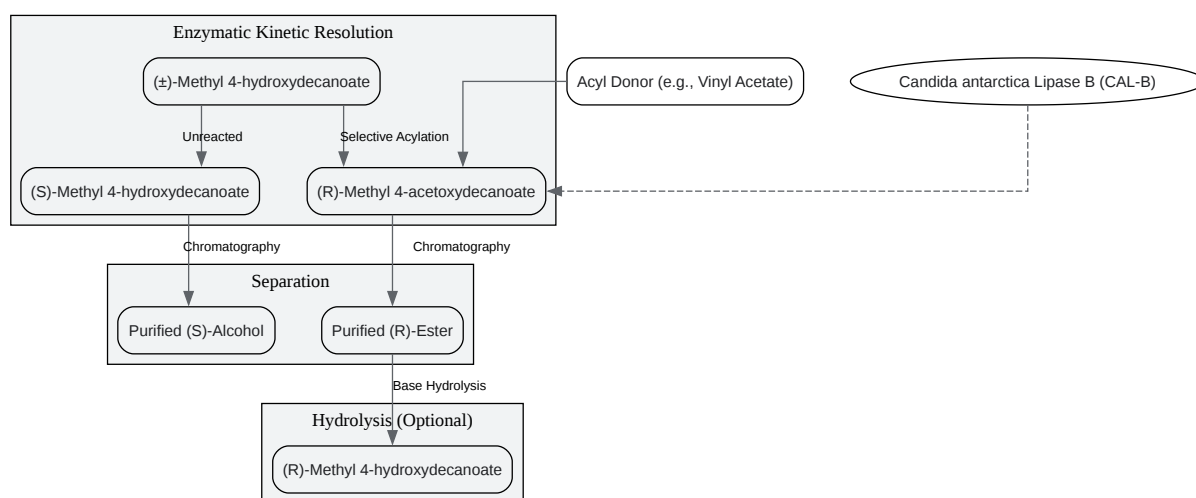 Enzymatic Kinetic Resolution
(±)-Methyl 4-hydroxydecanoate
Acyl Donor (e.g., Vinyl Acetate)
Candida antarctica Lipase B (CAL-B)
Unreacted
Selective Acylation
(S)-Methyl 4-hydroxydecanoate
(R)-Methyl 4-acetoxydecanoate
Chromatography
Chromatography
Separation
Purified (S)-Alcohol
Purified (R)-Ester
Base Hydrolysis
Hydrolysis (Optional)
(R)-Methyl 4-hydroxydecanoate